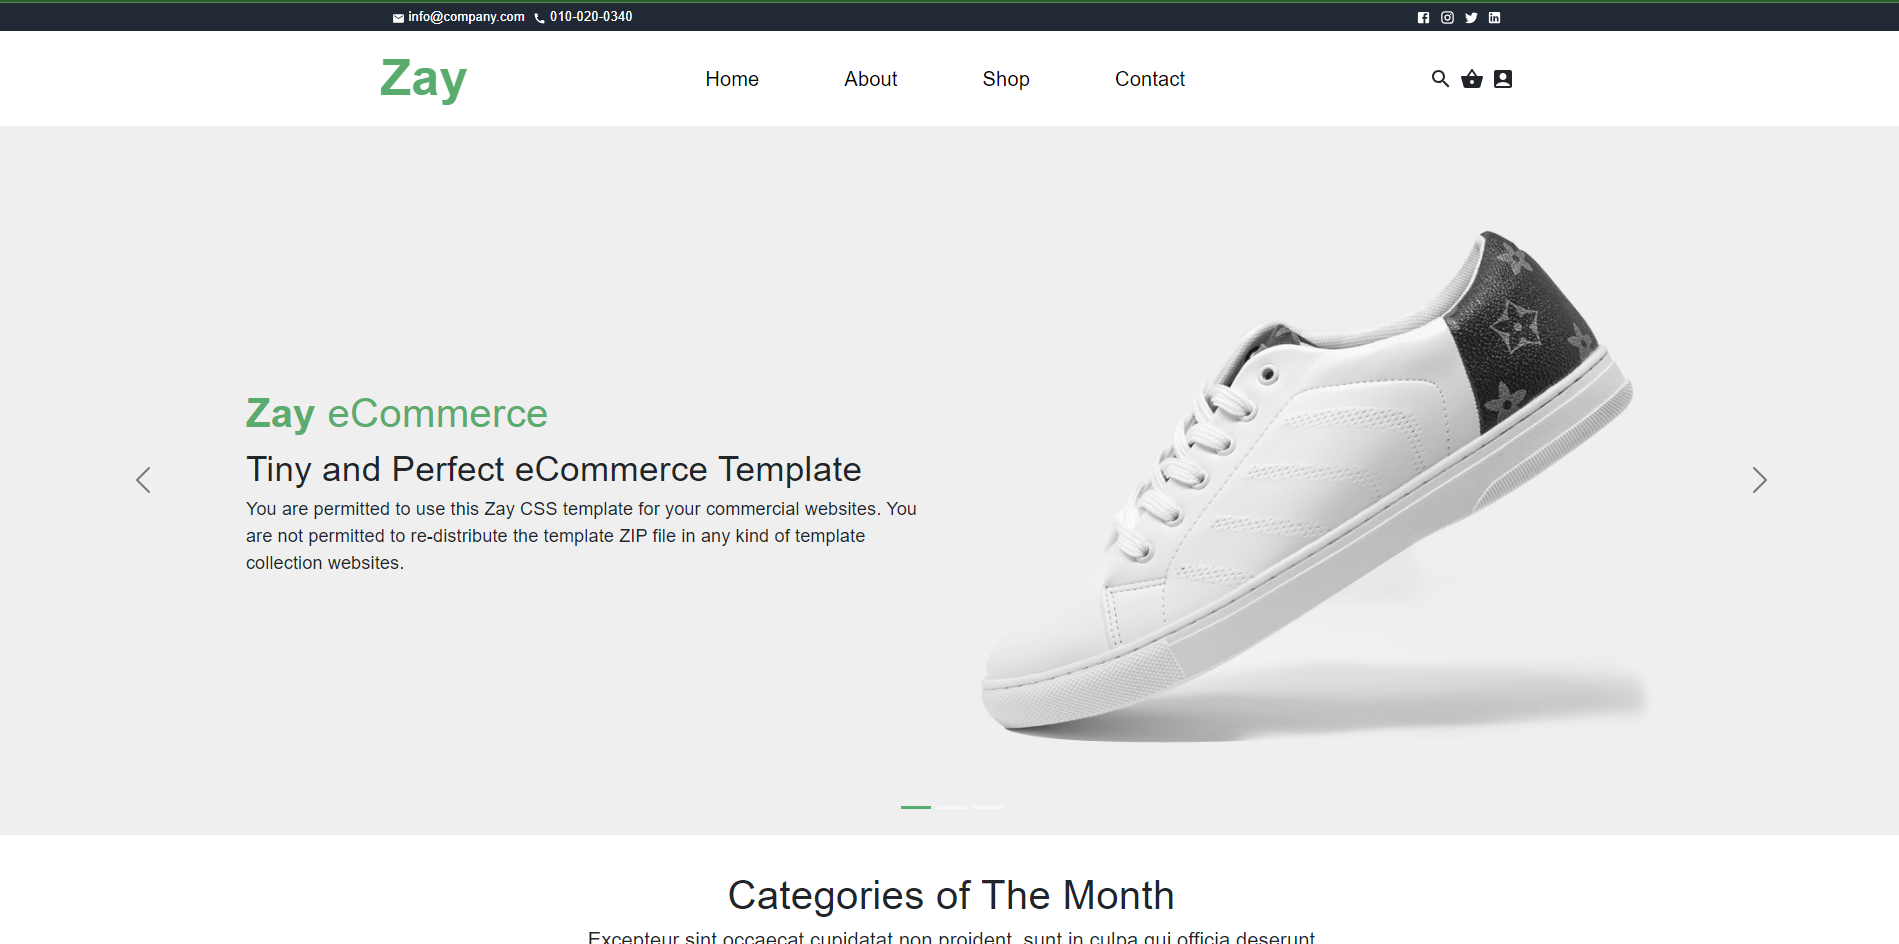 info@company.com 010-020-0340
Zay
Home About Shop Contact
Zay eCommerce
Tiny and Perfect eCommerce Template
You are permitted to use this Zay CSS template for your commercial websites. You
are not permitted to re-distribute the template ZIP file in any kind of template
collection websites.
Categories of The Month
Excepteur sint occaecat cupidatat non proident, sunt in culpa qui officia deserunt